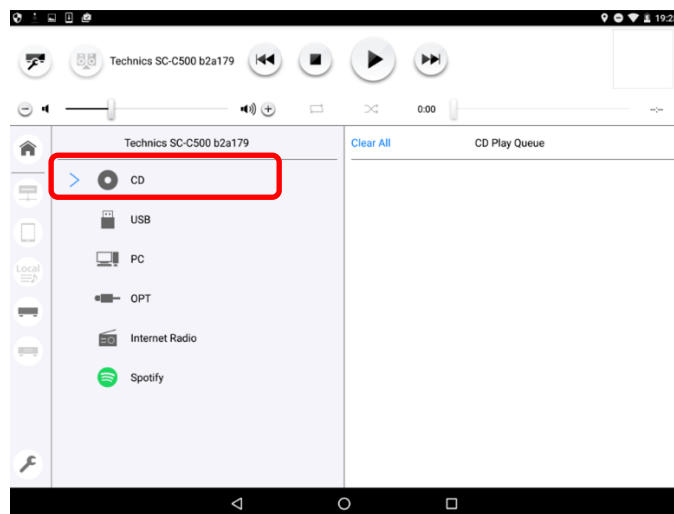 19:2
Technics SC-C500 b2a179
0:00
--:--
Technics SC-C500 b2a179
Clear All
CD Play Queue
CD
USB
Local
PC
OPT
Internet Radio
Spotify